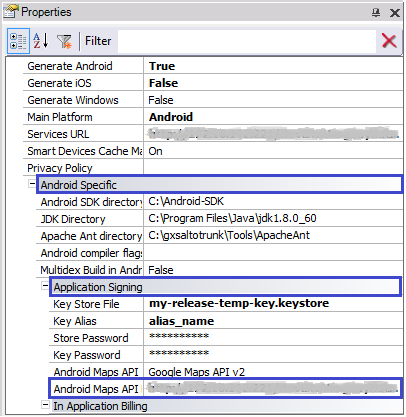 Properties
Filter
Generate Android True
Generate iOS False
Generate Windows False
Main Platform Android
Services URL
Smart Devices Cache Ma On
Privacy Policy
Android Specific
Android SDK directory C:\Android-SDK
JDK Directory C:\Program Files\Java\jdk1.8.0_60
Apache Ant directory C:\gxsaltotrunk\Tools\ApacheAnt
Android compiler flags
Multidex Build in Andr False
Application Signing
Key Store File my-release-temp-key.keystore
Key Alias alias_name
Store Password **********
Key Password **********
Android Maps API Google Maps API v2
Android Maps API
In Application Billing